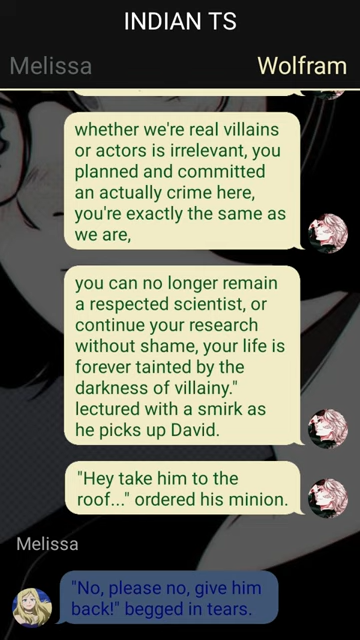 INDIAN TS
Melissa Wolfram
whether we're real villains
or actors is irrelevant, you
planned and committed
an actually crime here,
you're exactly the same as
we are,
you can no longer remain
a respected scientist, or
continue your research
without shame, your life is
forever tainted by the
darkness of villainy."
lectured with a smirk as
he picks up David.
"Hey take him to the
roof..." ordered his minion.
Melissa
"No, please no, give him
back!" begged in tears.